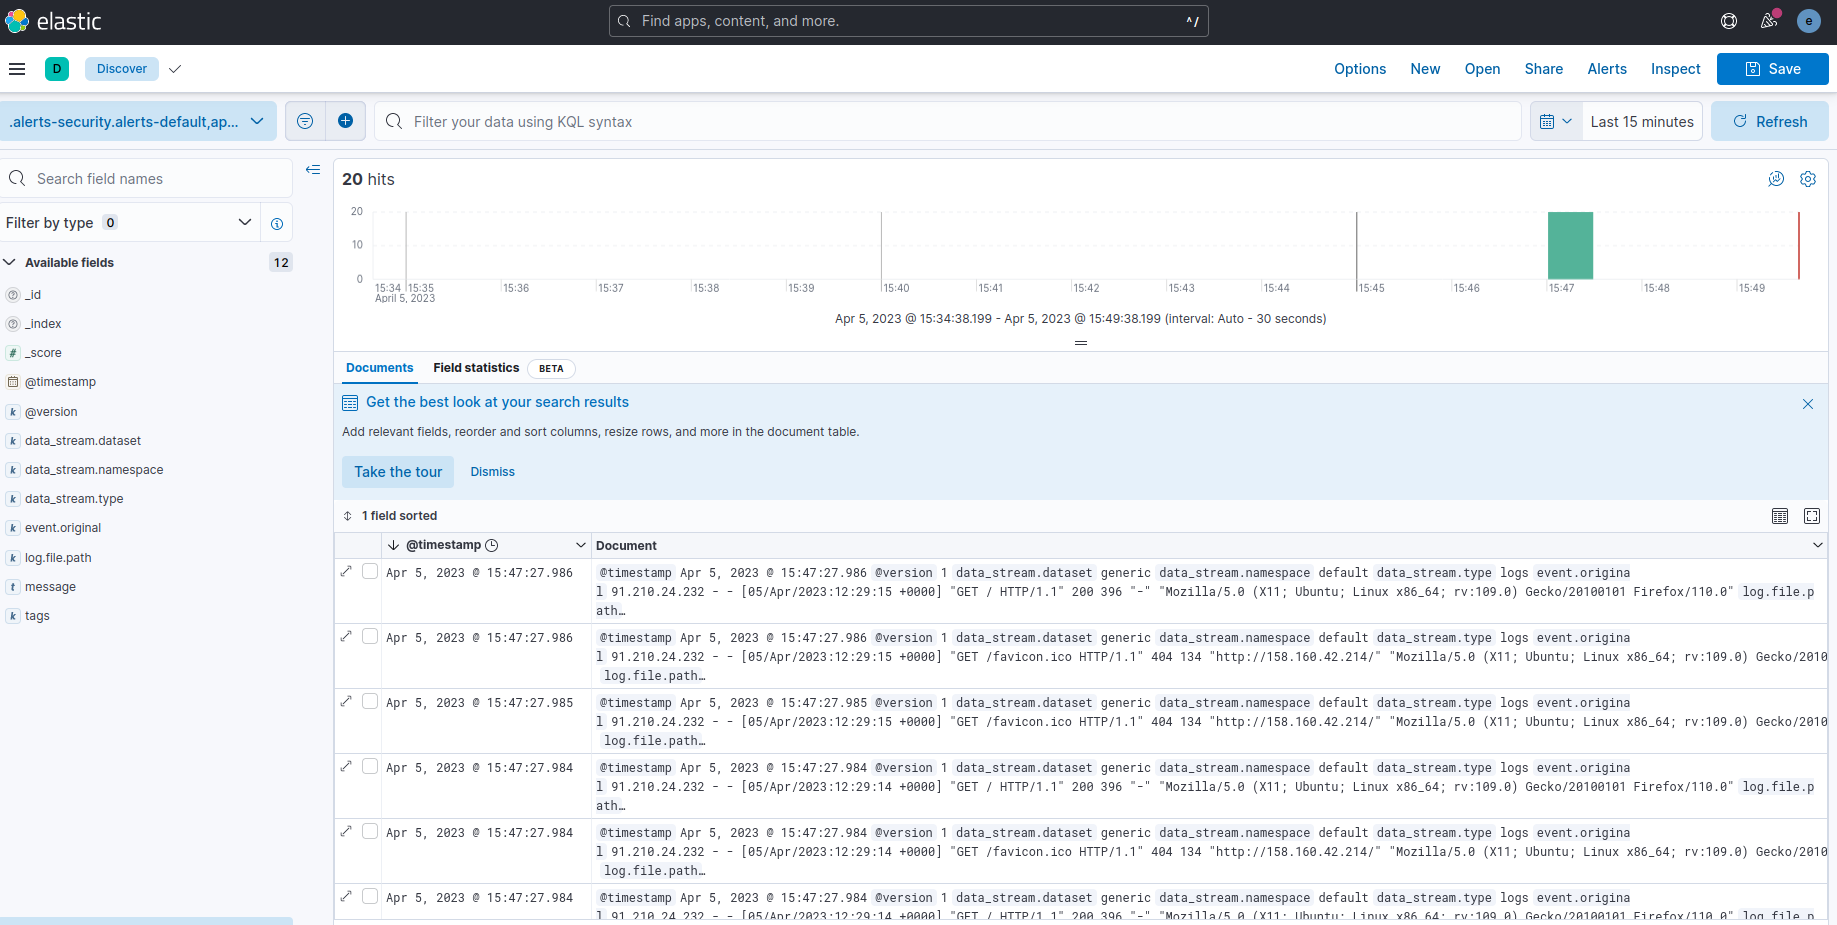 elastic
Find apps, content, and more.
^/
e
D
Discover
Options
New
Open
Share
Alerts
Inspect
Save
.alerts-security.alerts-default,ap...
Filter your data using KQL syntax
Last 15 minutes
Refresh
Search field names
Filter by type 0
Available fields
12
_id
_index
_score
@timestamp
@version
data_stream.dataset
data_stream.namespace
data_stream.type
event.original
log.file.path
message
tags
20 hits
20
10
0
15:34 15:35 15:36 15:37 15:38 15:39 15:40 15:41 15:42 15:43 15:44 15:45 15:46 15:47 15:48 15:49
April 5, 2023
Apr 5, 2023 @ 15:34:38.199 - Apr 5, 2023 @ 15:49:38.199 (interval: Auto - 30 seconds)
Documents
Field statistics
BETA
Get the best look at your search results
Add relevant fields, reorder and sort columns, resize rows, and more in the document table.
Take the tour
Dismiss
1 field sorted
@timestamp
Document
Apr 5, 2023 @ 15:47:27.986
@timestamp Apr 5, 2023 @ 15:47:27.986 @version 1 data_stream.dataset generic data_stream.namespace default data_stream.type logs event.origina
l 91.210.24.232 - - [05/Apr/2023:12:29:15 +0000] "GET / HTTP/1.1" 200 396 "-" "Mozilla/5.0 (X11; Ubuntu; Linux x86_64; rv:109.0) Gecko/20100101 Firefox/110.0" log.file.p
ath…
Apr 5, 2023 @ 15:47:27.986
@timestamp Apr 5, 2023 @ 15:47:27.986 @version 1 data_stream.dataset generic data_stream.namespace default data_stream.type logs event.origina
l 91.210.24.232 - - [05/Apr/2023:12:29:15 +0000] "GET /favicon.ico HTTP/1.1" 404 134 "http://158.160.42.214/" "Mozilla/5.0 (X11; Ubuntu; Linux x86_64; rv:109.0) Gecko/2010
log.file.path…
Apr 5, 2023 @ 15:47:27.985
@timestamp Apr 5, 2023 @ 15:47:27.985 @version 1 data_stream.dataset generic data_stream.namespace default data_stream.type logs event.origina
l 91.210.24.232 - - [05/Apr/2023:12:29:15 +0000] "GET /favicon.ico HTTP/1.1" 404 134 "http://158.160.42.214/" "Mozilla/5.0 (X11; Ubuntu; Linux x86_64; rv:109.0) Gecko/2010
log.file.path…
Apr 5, 2023 @ 15:47:27.984
@timestamp Apr 5, 2023 @ 15:47:27.984 @version 1 data_stream.dataset generic data_stream.namespace default data_stream.type logs event.origina
l 91.210.24.232 - - [05/Apr/2023:12:29:14 +0000] "GET / HTTP/1.1" 200 396 "-" "Mozilla/5.0 (X11; Ubuntu; Linux x86_64; rv:109.0) Gecko/20100101 Firefox/110.0" log.file.p
ath…
Apr 5, 2023 @ 15:47:27.984
@timestamp Apr 5, 2023 @ 15:47:27.984 @version 1 data_stream.dataset generic data_stream.namespace default data_stream.type logs event.origina
l 91.210.24.232 - - [05/Apr/2023:12:29:14 +0000] "GET /favicon.ico HTTP/1.1" 404 134 "http://158.160.42.214/" "Mozilla/5.0 (X11; Ubuntu; Linux x86_64; rv:109.0) Gecko/2010
log.file.path…
Apr 5, 2023 @ 15:47:27.984
@timestamp Apr 5, 2023 @ 15:47:27.984 @version 1 data_stream.dataset generic data_stream.namespace default data_stream.type logs event.origina
l 91.210.24.232 - - [05/Apr/2023:12:29:14 +0000] "GET / HTTP/1.1" 200 396 "-" "Mozilla/5.0 (X11; Ubuntu; Linux x86_64; rv:109.0) Gecko/20100101 Firefox/110.0" log.file.p